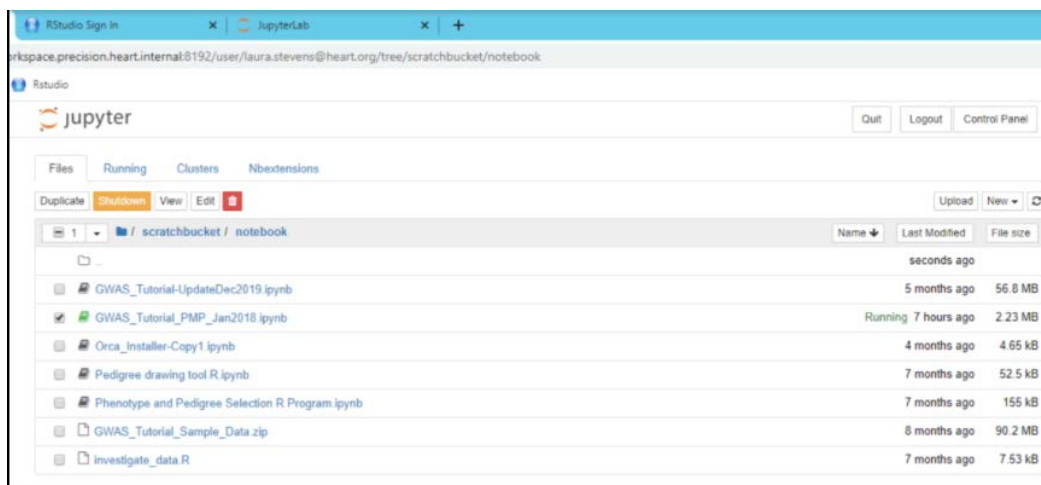 RStudio Sign In × JupyterLab × +
rkspace.precision.heart.internal:8192/user/laura.stevens@heart.org/tree/scratchbucket/notebook
Rstudio
jupyter Quit Logout Control Panel
Files Running Clusters Nbextensions
Duplicate Shutdown View Edit Upload New
1 / scratchbucket / notebook Name Last Modified File size
.. seconds ago
GWAS_Tutorial-UpdateDec2019.ipynb 5 months ago 56.8 MB
GWAS_Tutorial_PMP_Jan2018.ipynb Running 7 hours ago 2.23 MB
Orca_Installer-Copy1.ipynb 4 months ago 4.65 kB
Pedigree drawing tool.R.ipynb 7 months ago 52.5 kB
Phenotype and Pedigree Selection R Program.ipynb 7 months ago 155 kB
GWAS_Tutorial_Sample_Data.zip 8 months ago 90.2 MB
investigate_data.R 7 months ago 7.53 kB